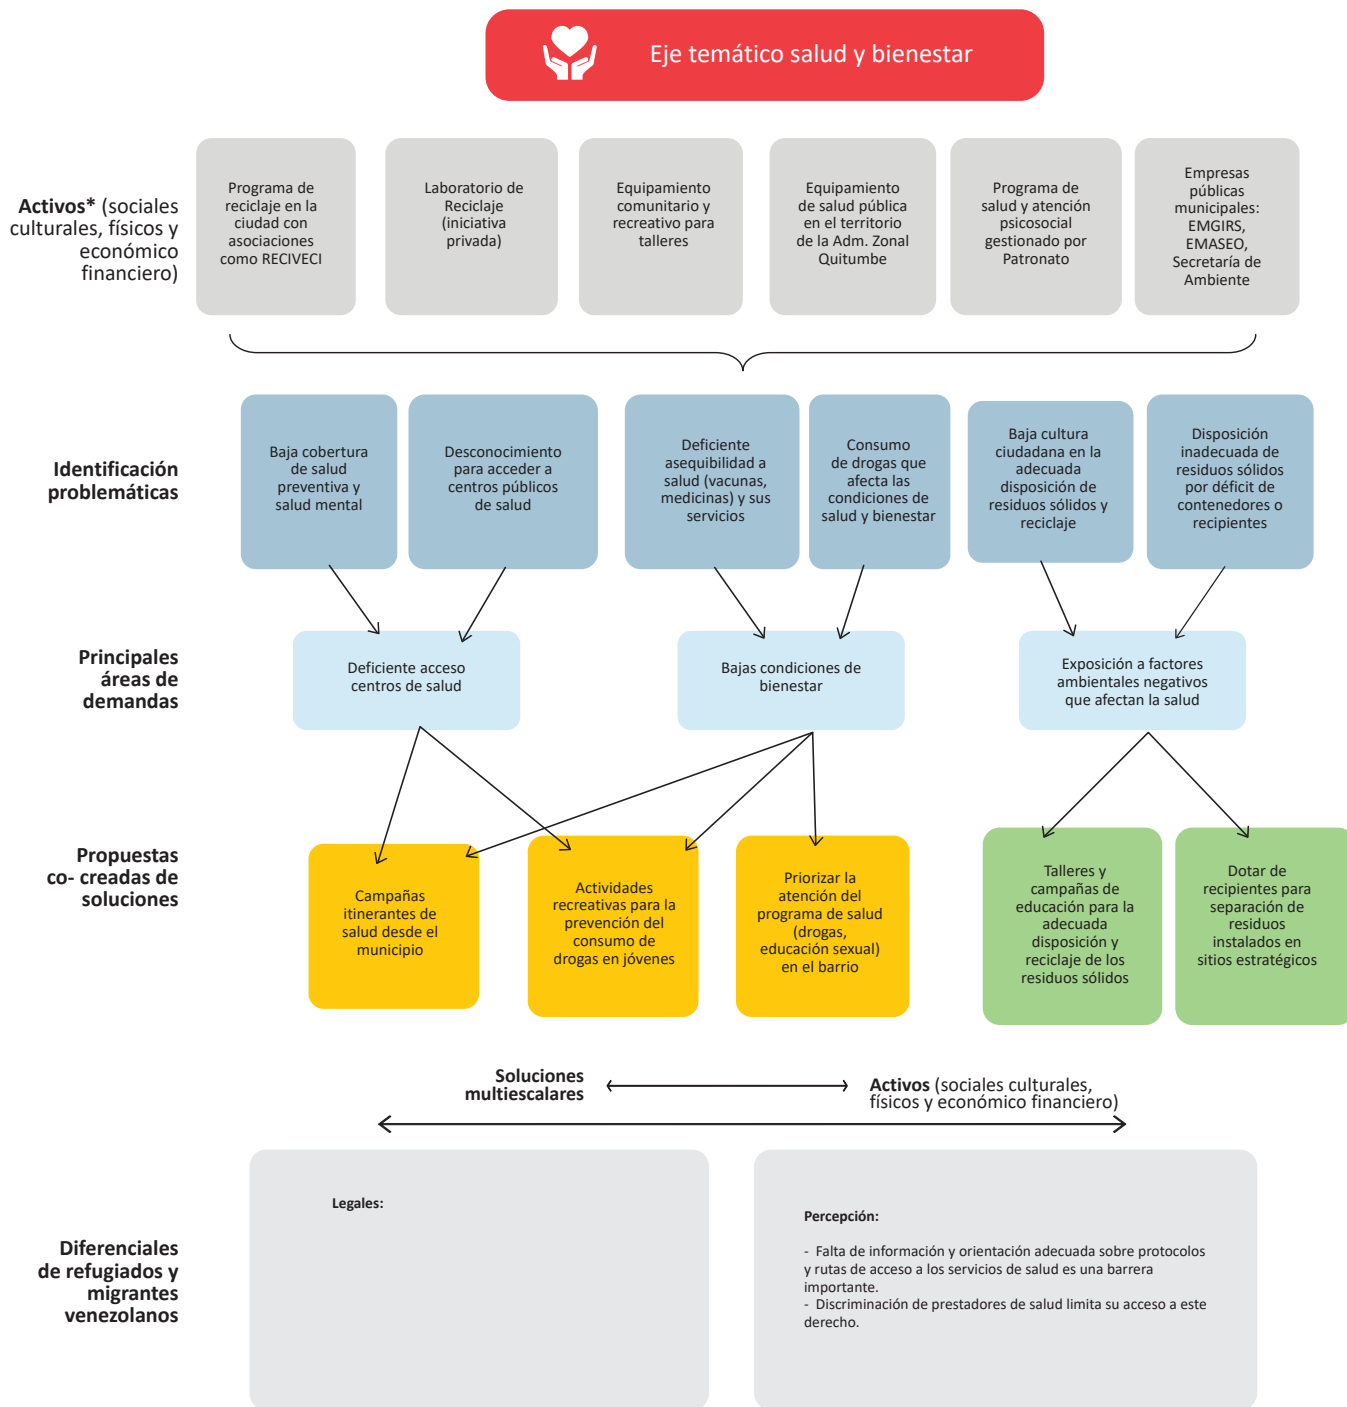 Eje temático salud y bienestar
Activos* (sociales
culturales, físicos y
económico
financiero)
Programa de
reciclaje en la
ciudad con
asociaciones
como RECIVECI
Laboratorio de
Reciclaje
(iniciativa
privada)
Equipamiento
comunitario y
recreativo para
talleres
Equipamiento
de salud pública
en el territorio
de la Adm. Zonal
Quitumbe
Programa de
salud y atención
psicosocial
gestionado por
Patronato
Empresas
públicas
municipales:
EMGIRS,
EMASEO,
Secretaría de
Ambiente
Identificación
problemáticas
Baja cobertura
de salud
preventiva y
salud mental
Desconocimiento
para acceder a
centros públicos
de salud
Deficiente
asequibilidad a
salud (vacunas,
medicinas) y sus
servicios
Consumo
de drogas que
afecta las
condiciones de
salud y bienestar
Baja cultura
ciudadana en la
adecuada
disposición de
residuos sólidos y
reciclaje
Disposición
inadecuada de
residuos sólidos
por déficit de
contenedores o
recipientes
Principales
áreas de
demandas
Deficiente acceso
centros de salud
Bajas condiciones de
bienestar
Exposición a factores
ambientales negativos
que afectan la salud
Propuestas
co- creadas de
soluciones
Campañas
itinerantes de
salud desde el
municipio
Actividades
recreativas para la
prevención del
consumo de
drogas en jóvenes
Priorizar la
atención del
programa de salud
(drogas,
educación sexual)
en el barrio
Talleres y
campañas de
educación para la
adecuada
disposición y
reciclaje de los
residuos sólidos
Dotar de
recipientes para
separación de
residuos
instalados en
sitios estratégicos
Soluciones
multiescalares
Activos (sociales culturales,
físicos y económico financiero)
Diferenciales
de refugiados y
migrantes
venezolanos
Legales:
Percepción:
- Falta de información y orientación adecuada sobre protocolos
y rutas de acceso a los servicios de salud es una barrera
importante.
- Discriminación de prestadores de salud limita su acceso a este
derecho.